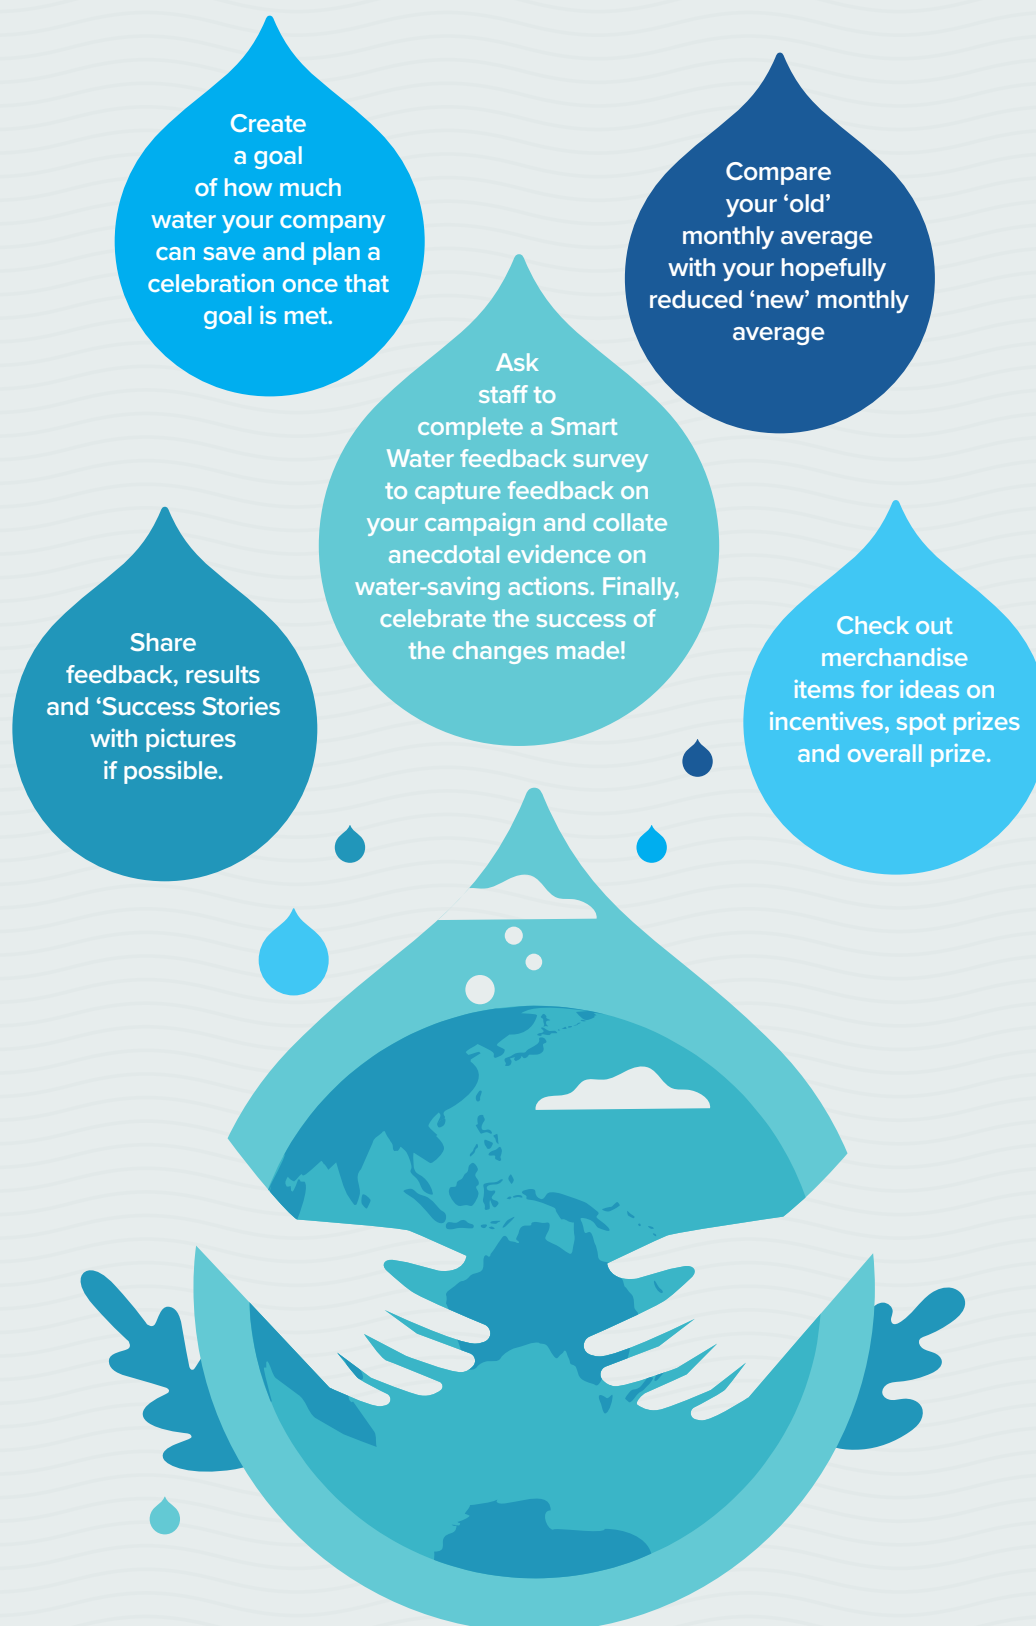 Create
a goal
of how much
water your company
can save and plan a
celebration once that
goal is met.
Compare
your ‘old’
monthly average
with your hopefully
reduced ‘new’ monthly
average
Ask
staff to
complete a Smart
Water feedback survey
to capture feedback on
your campaign and collate
anecdotal evidence on
water-saving actions. Finally,
celebrate the success of
the changes made!
Share
feedback, results
and ‘Success Stories
with pictures
if possible.
Check out
merchandise
items for ideas on
incentives, spot prizes
and overall prize.